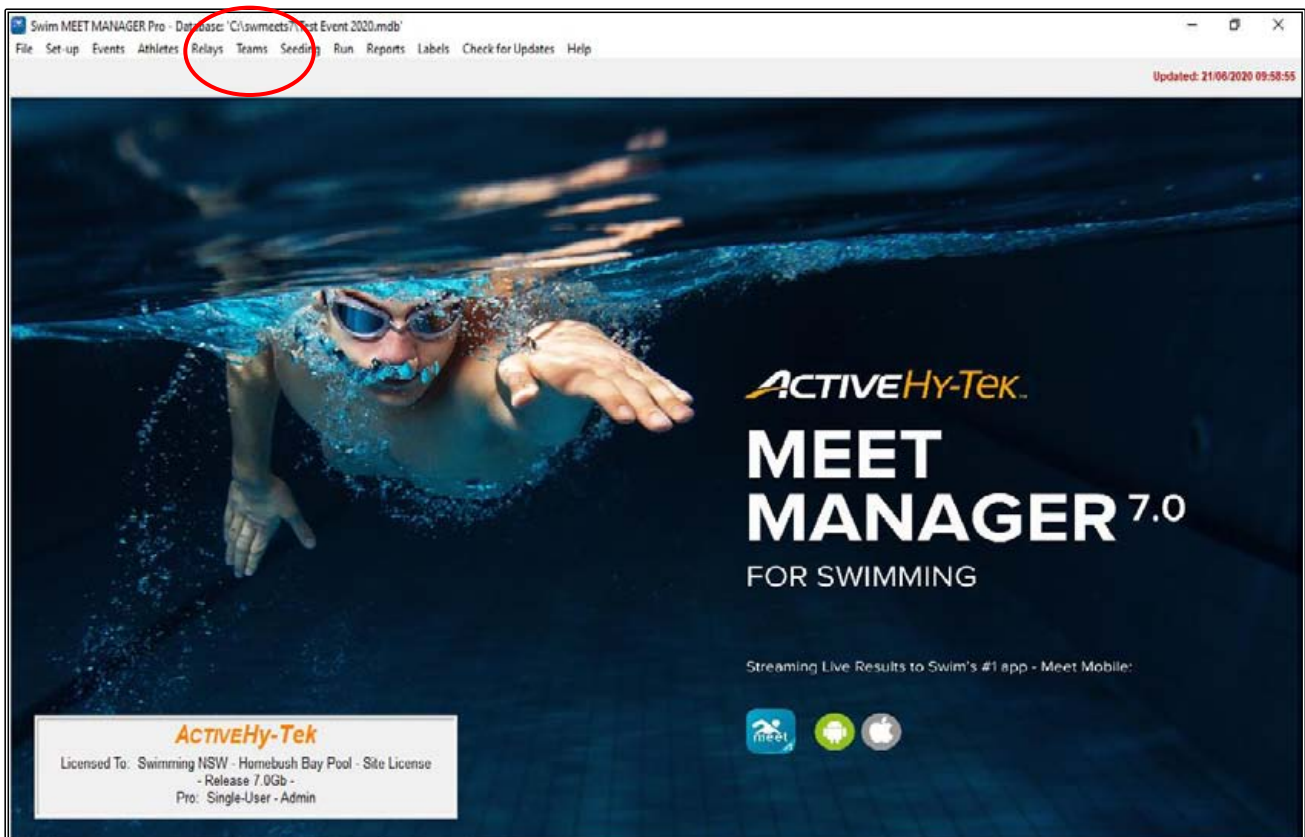 Swim MEET MANAGER Pro - Database: 'C:\swmeets7\Test Event 2020.mdb'
File Set-up Events Athletes Relays Teams Seeding Run Reports Labels Check for Updates Help
Updated: 21/06/2020 09:58:55
ACTIVEHy-Tek
MEET
MANAGER 7.0
FOR SWIMMING
Streaming Live Results to Swim's #1 app - Meet Mobile:
meet
ACTIVEHy-Tek
Licensed To: Swimming NSW - Homebush Bay Pool - Site License
- Release 7.0Gb -
Pro: Single-User - Admin